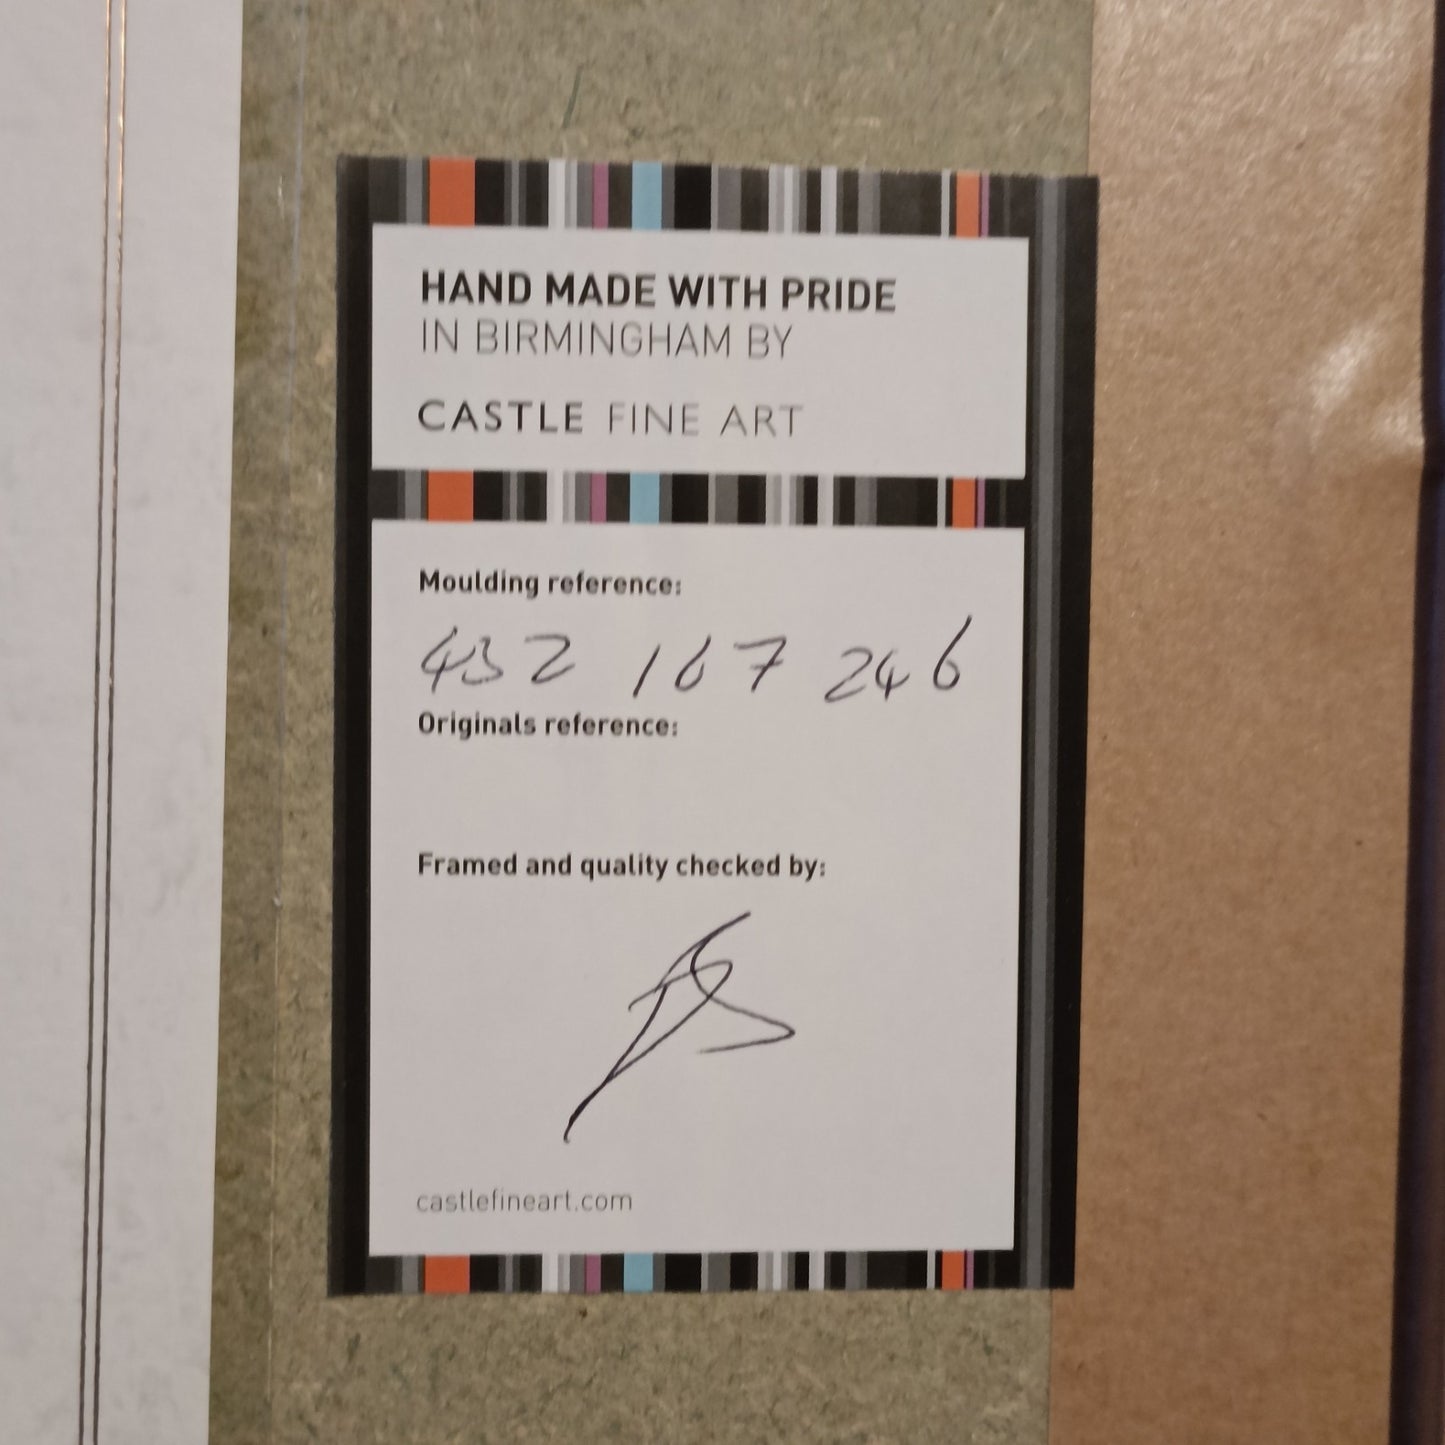 HAND MADE WITH PRIDE
IN BIRMINGHAM BY
CASTLE FINE ART
Moulding reference:
432 167 246
Originals reference:
Framed and quality checked by:
castlefineart.com